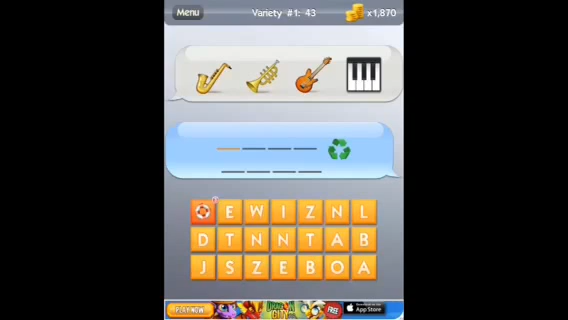 Menu Variety #1: 43 x1,870
E W I Z N L
D T N N T A B
J S Z E B O A
PLAY NOW! FREE App Store